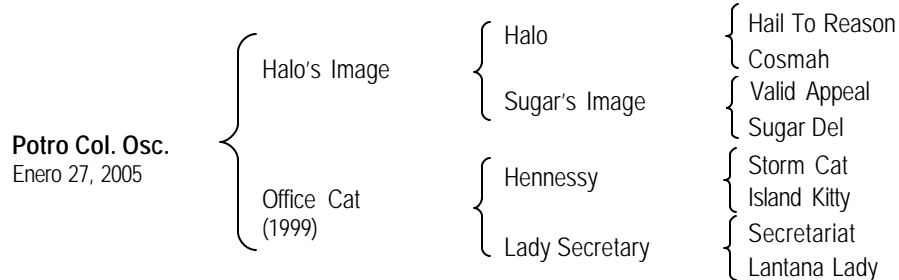 Potro Col. Osc.
Enero 27, 2005
Halo's Image
Office Cat
(1999)
Halo
Sugar's Image
Hennessy
Lady Secretary
Hail To Reason
Cosmah
Valid Appeal
Sugar Del
Storm Cat
Island Kitty
Secretariat
Lantana Lady